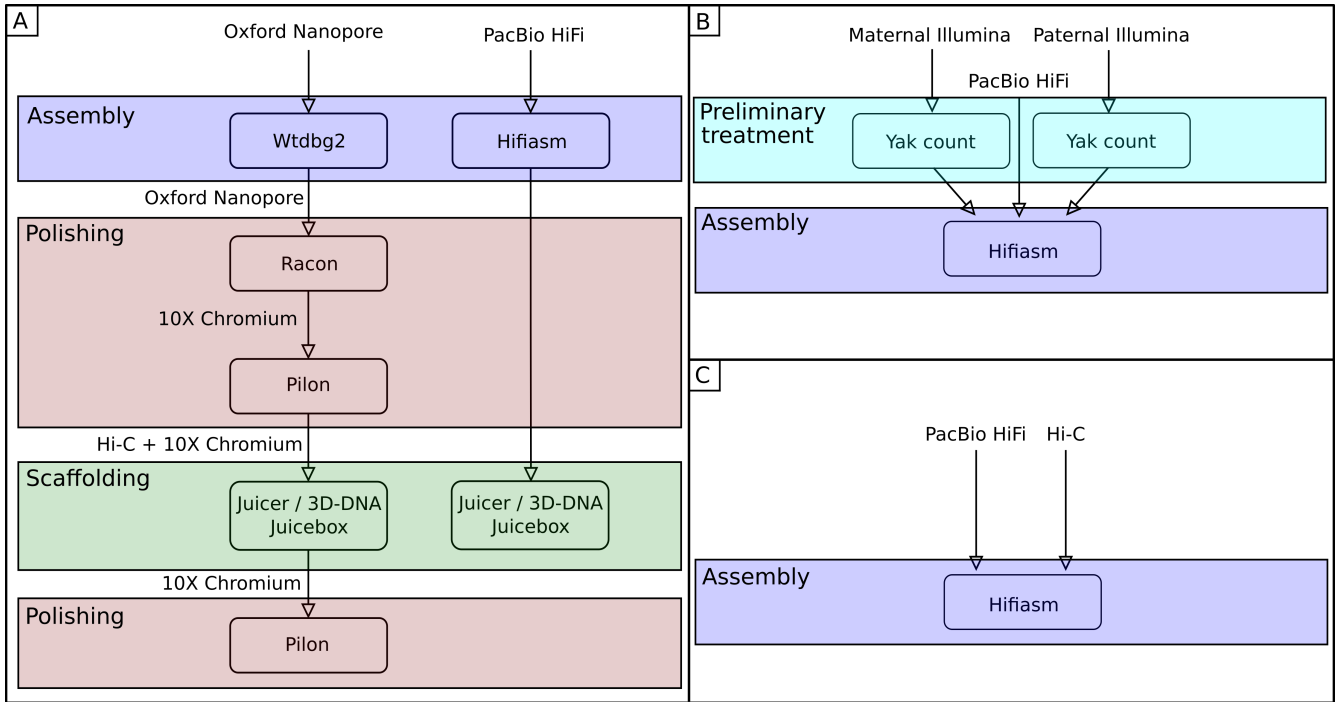 A
Oxford Nanopore
PacBio HiFi
Assembly
Wtdbg2
Hifiasm
Oxford Nanopore
Polishing
Racon
10X Chromium
Pilon
Hi-C + 10X Chromium
Scaffolding
Juicer / 3D-DNA
Juicebox
Juicer / 3D-DNA
Juicebox
10X Chromium
Polishing
Pilon
B
Maternal Illumina
Paternal Illumina
PacBio HiFi
Preliminary
treatment
Yak count
Yak count
Assembly
Hifiasm
C
PacBio HiFi
Hi-C
Assembly
Hifiasm